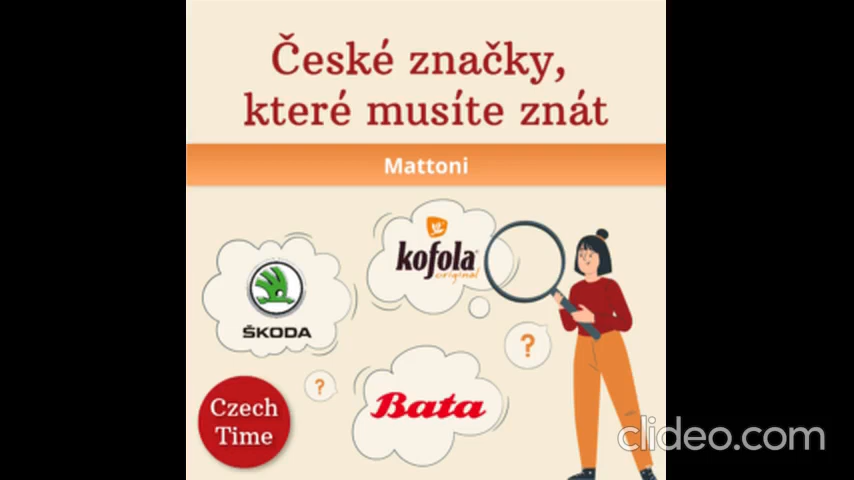 České značky,
které musíte znát
Mattoni
kofola
original
ŠKODA
?
?
Bata
Czech
Time
clideo.com